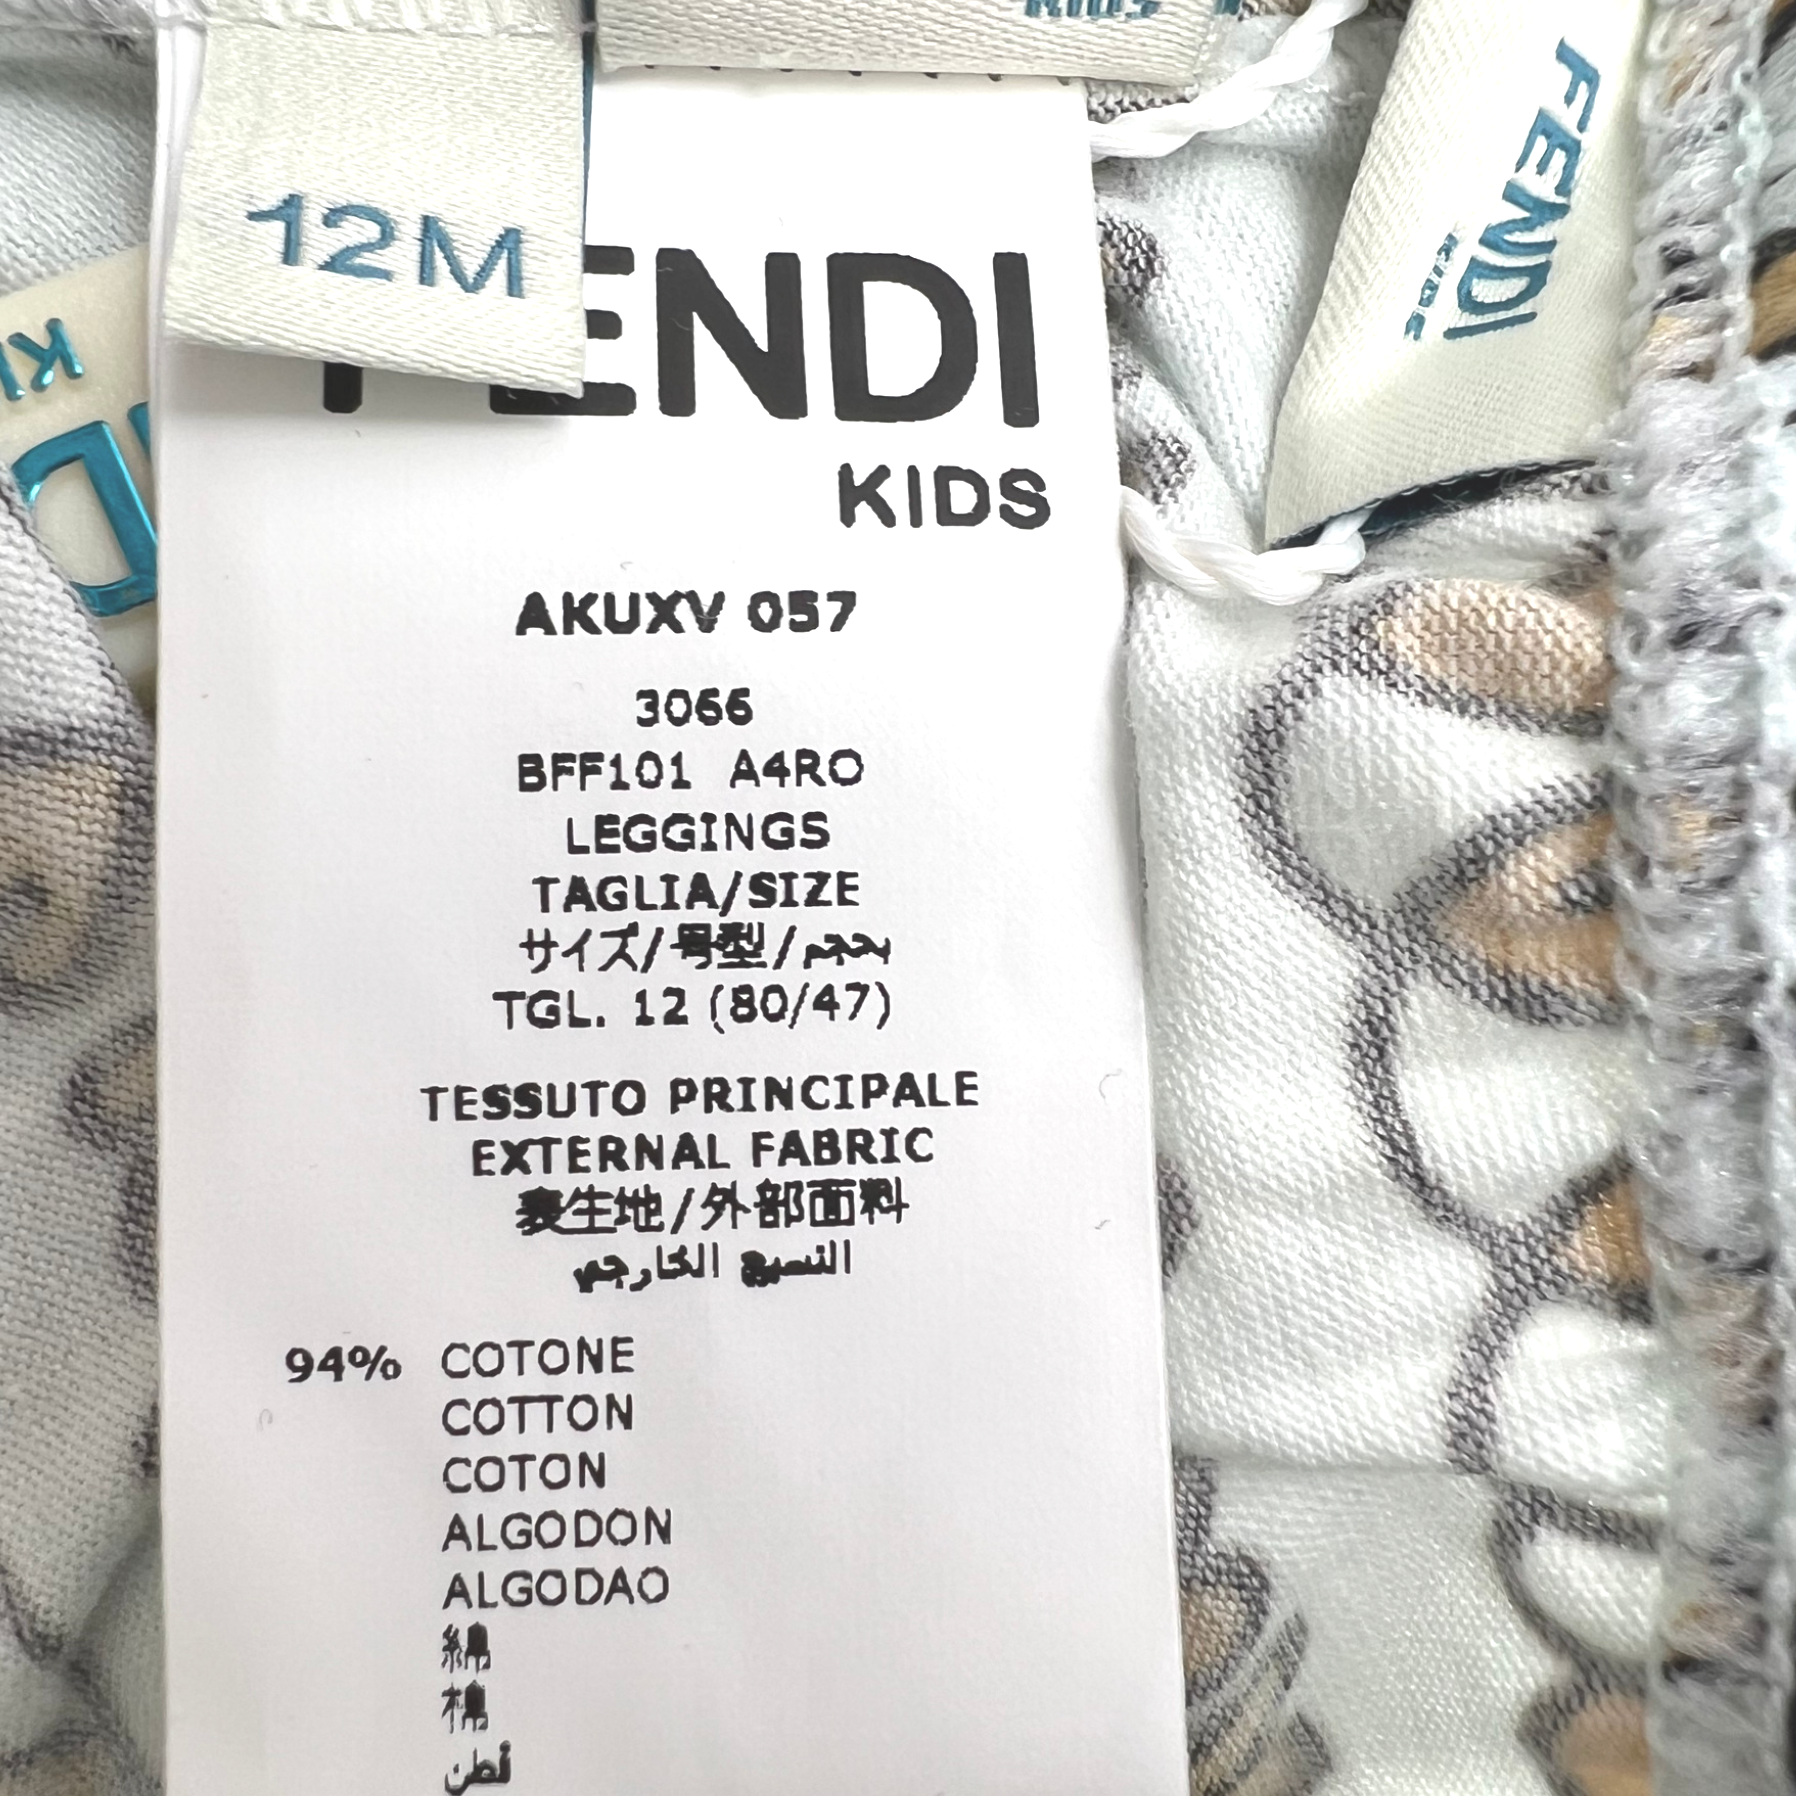 12M
FENDI
KIDS
FENDI
KIDS
KIDS
AKUXV 057
3066
BFF101 A4RO
LEGGINGS
TAGLIA/SIZE
サイズ/号型/بحجم
TGL. 12 (80/47)
TESSUTO PRINCIPALE
EXTERNAL FABRIC
表生地/外部面料
النسيج الخارجي
94% COTONE
COTTON
COTON
ALGODON
ALGODAO
綿
棉
قطن